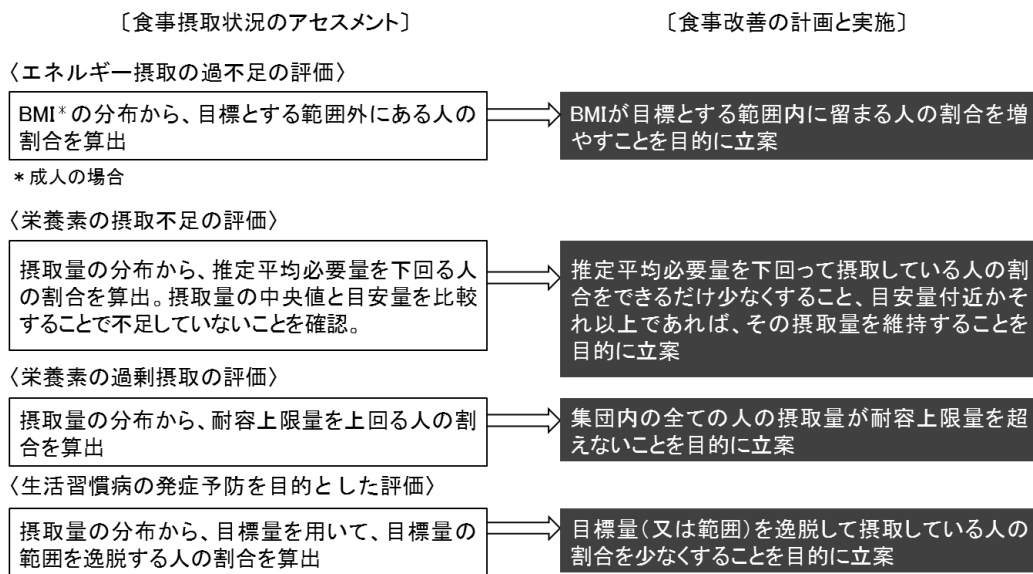 〔食事摂取状況のアセスメント〕
〔食事改善の計画と実施〕
〈エネルギー摂取の過不足の評価〉
BMI*の分布から、目標とする範囲外にある人の
割合を算出
BMIが目標とする範囲内に留まる人の割合を増
やすことを目的に立案
*成人の場合
〈栄養素の摂取不足の評価〉
摂取量の分布から、推定平均必要量を下回る人
の割合を算出。摂取量の中央値と目安量を比較
することで不足していないことを確認。
推定平均必要量を下回って摂取している人の割
合をできるだけ少なくすること、目安量付近かそ
れ以上であれば、その摂取量を維持することを
目的に立案
〈栄養素の過剰摂取の評価〉
摂取量の分布から、耐容上限量を上回る人の割
合を算出
集団内の全ての人の摂取量が耐容上限量を超
えないことを目的に立案
〈生活習慣病の発症予防を目的とした評価〉
摂取量の分布から、目標量を用いて、目標量の
範囲を逸脱する人の割合を算出
目標量(又は範囲)を逸脱して摂取している人の
割合を少なくすることを目的に立案